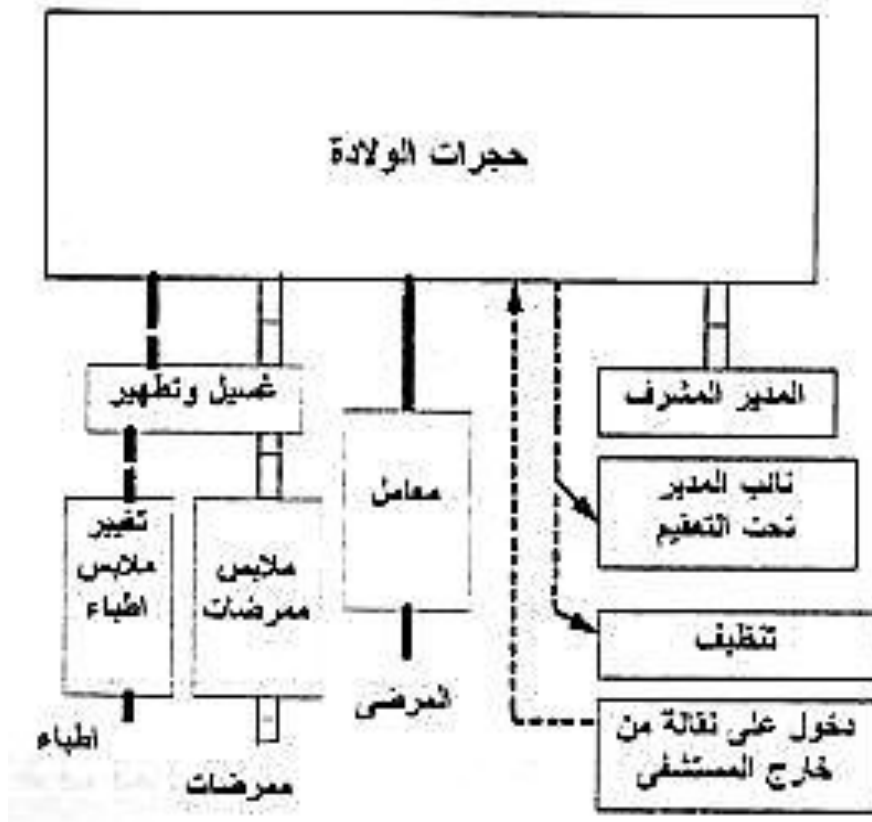 حجرات الولادة
المدير المشرف
غسيل وتطهير
نائب المدير
تحت التعقيم
معامل
ملابس
ممرضات
تغيير
ملابس
اطباء
تنظيف
المرضى
دخول على نقالة من
خارج المستشفى
اطباء
ممرضات